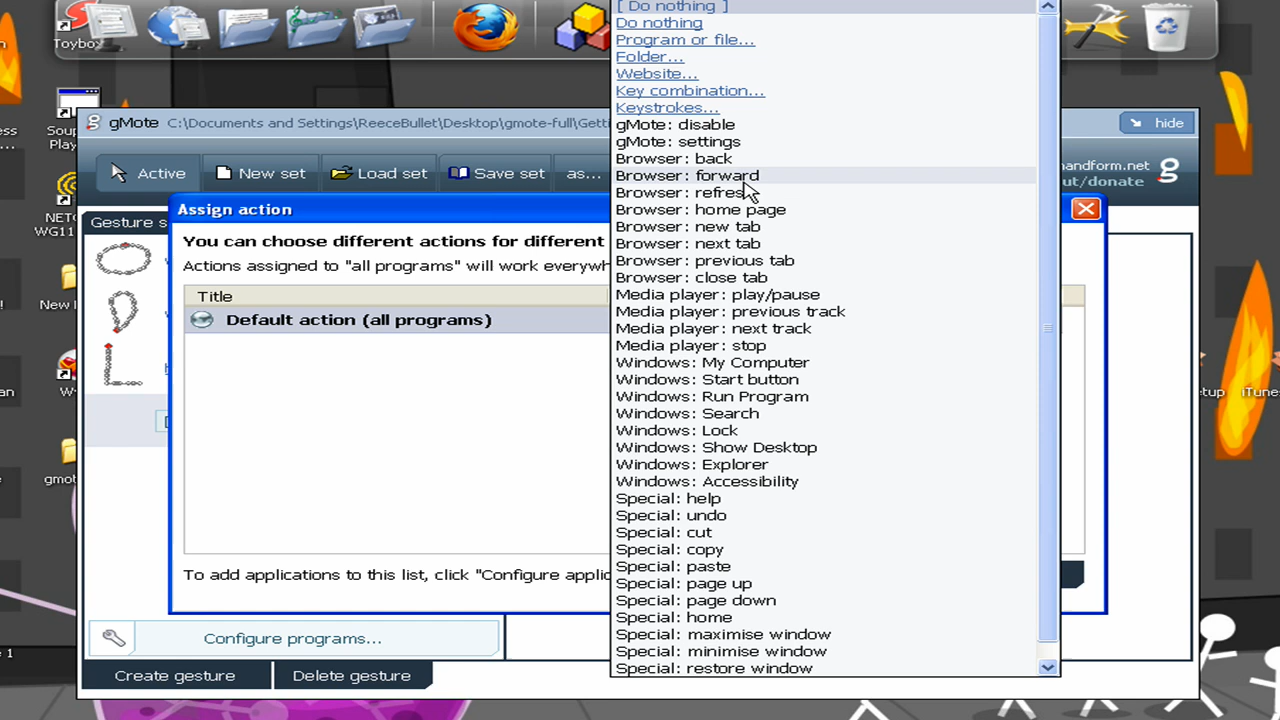 Toybox
[ Do nothing ]
Do nothing
Program or file...
Folder...
Website...
Key combination...
Keystrokes...
gMote: disable
gMote: settings
Browser: back
Browser: forward
Browser: refresh
Browser: home page
Browser: new tab
Browser: next tab
Browser: previous tab
Browser: close tab
Media player: play/pause
Media player: previous track
Media player: next track
Media player: stop
Windows: My Computer
Windows: Start button
Windows: Run Program
Windows: Search
Windows: Lock
Windows: Show Desktop
Windows: Explorer
Windows: Accessibility
Special: help
Special: undo
Special: cut
Special: copy
Special: paste
Special: page up
Special: page down
Special: home
Special: maximise window
Special: minimise window
Special: restore window
gMote C:\Documents and Settings\ReeceBullet\Desktop\gmote-full\Getti
hide
Active New set Load set Save set as...
handform.net
ut/donate
g
Gesture s
Assign action
You can choose different actions for different
Actions assigned to "all programs" will work everywh
Title
Default action (all programs)
To add applications to this list, click "Configure applic
Configure programs...
Create gesture Delete gesture
Soup
Play
NETG
WG11
New
W
gmot
ess
...
an
etup
iTunes
1